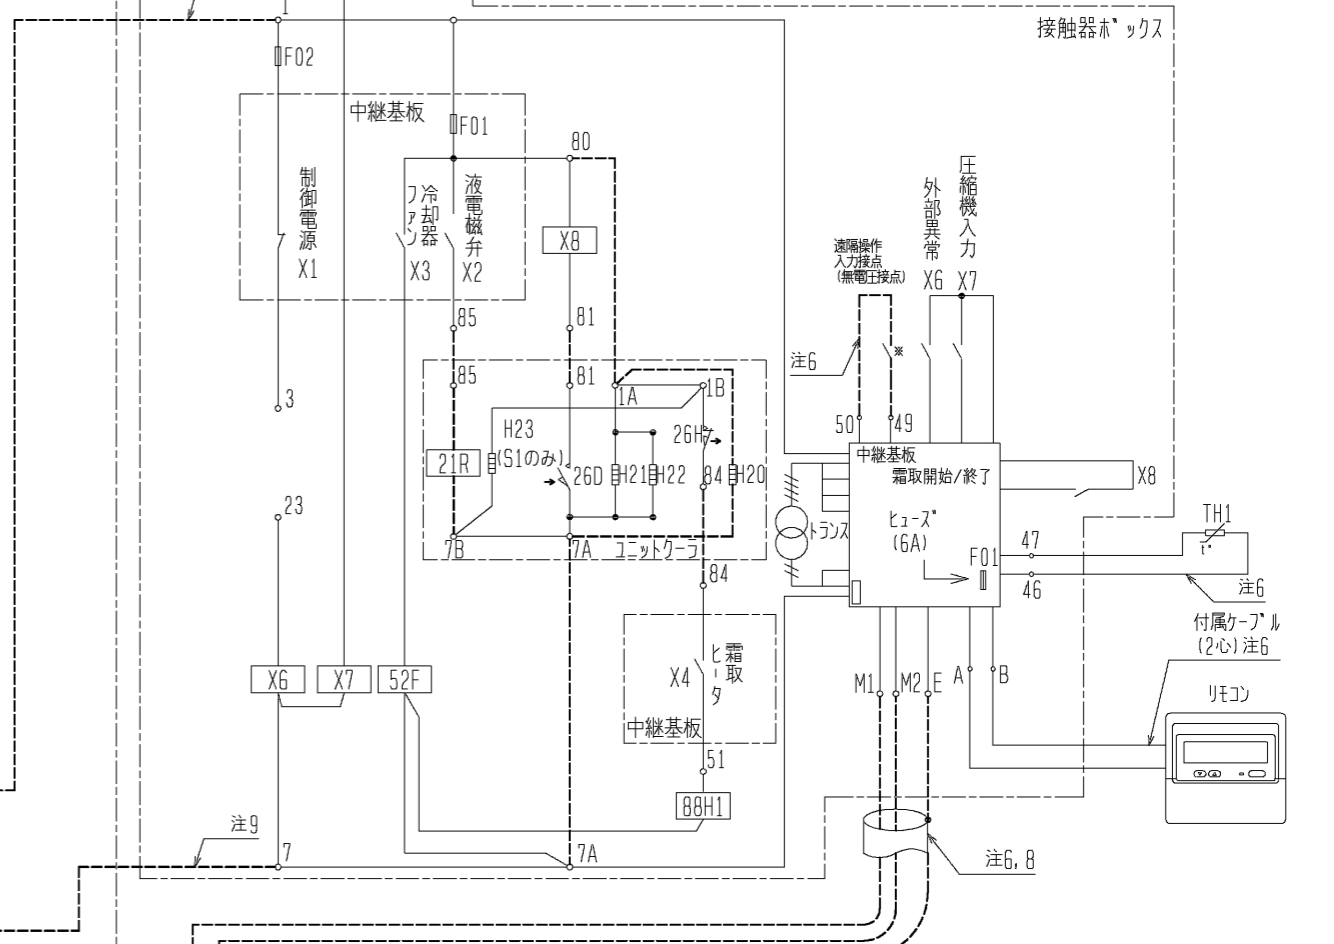 1
接触器ボックス
F02
中継基板
F01
80
制御電源
X1
冷却器
ファン
X3
液電磁弁
X2
X8
圧縮機入力
X7
外部異常
X6
遠隔操作
入力接点
(無電圧接点)
※
注6
85
81
85
81
1A
1B
3
H23
(S1のみ)
26H
50
49
21R
26D
H21
H22
84
H20
中継基板
霜取開始/終了
X8
23
トランス
ヒューズ
(6A)
F01
47
TH1
t°
7B
7A
ユニットクーラ
84
46
注6
付属ケーブル
(2心)注6
X6
X7
52F
X4
霜取
ヒータ
中継基板
M1
M2
E
A
B
リモコン
51
88H1
注9
7
7A
注6,8